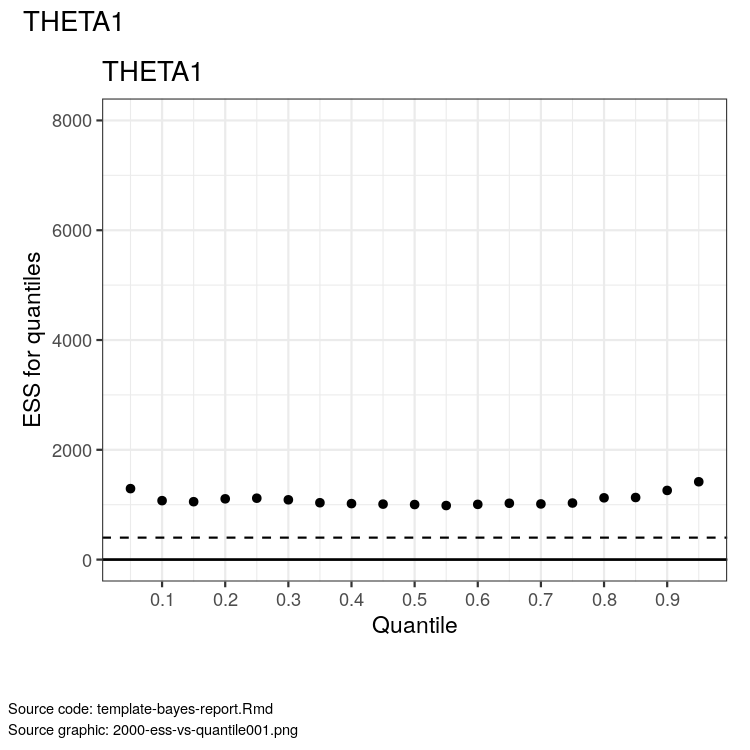 THETA1
THETA1
8000
6000
4000
2000
0
ESS for quantiles
0.1 0.2 0.3 0.4 0.5 0.6 0.7 0.8 0.9
Quantile
Source code: template-bayes-report.Rmd
Source graphic: 2000-ess-vs-quantile001.png